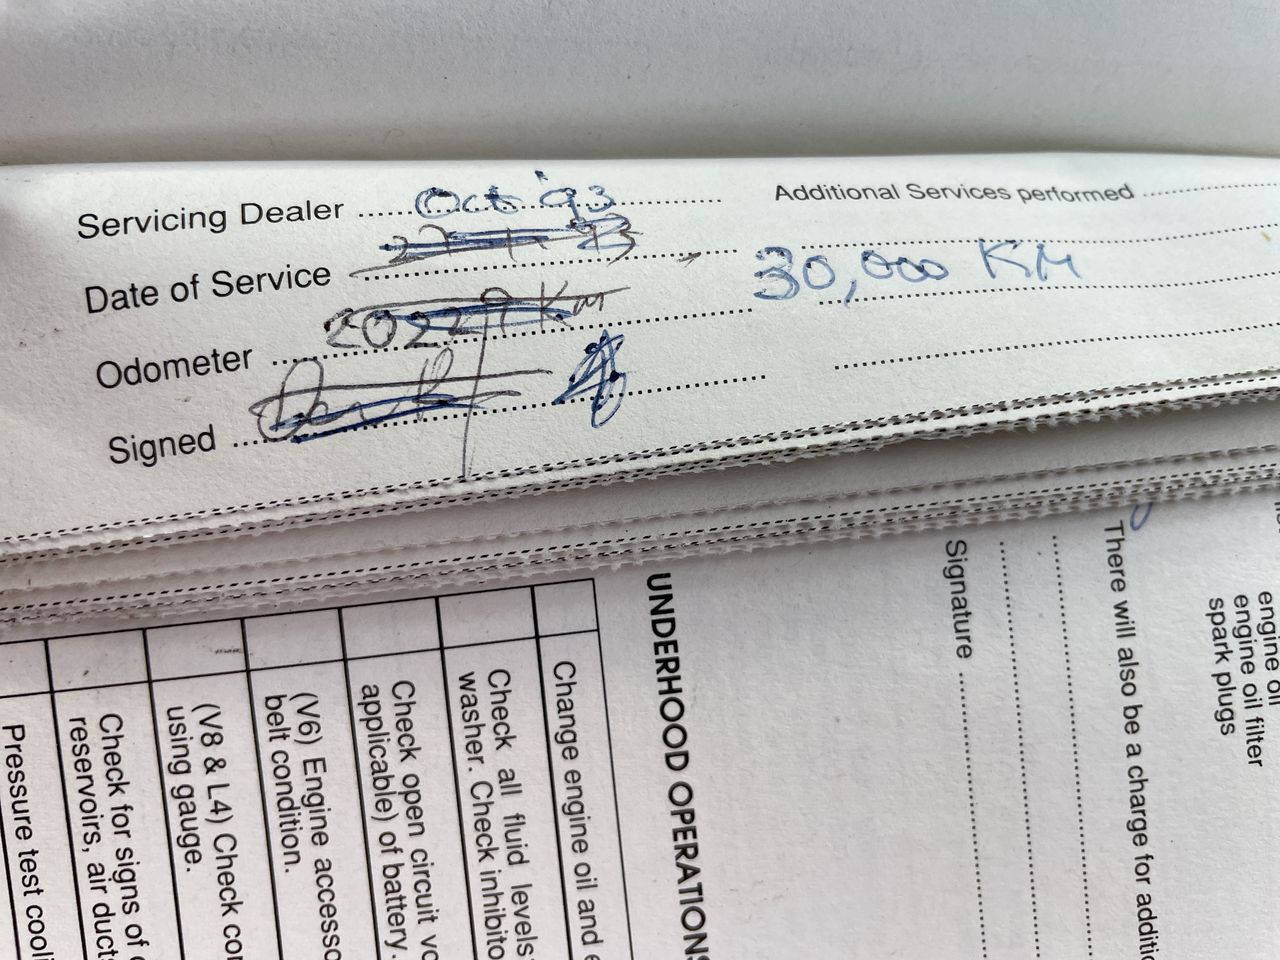 Servicing Dealer ........ Oct '93 ........
Additional Services performed ........
Date of Service ........
30,000 KM
Odometer ........ 20229 Km ........
Signed ........
There will also be a charge for additi
engine oil
engine oil filter
spark plugs
Signature ........
UNDERHOOD OPERATIONS
Change engine oil and
Check all fluid levels
washer. Check inhibito
Check open circuit vo
applicable) of battery.
(V6) Engine accesso
belt condition.
(V8 & L4) Check co
using gauge.
Check for signs of
reservoirs, air duct
Pressure test cooli